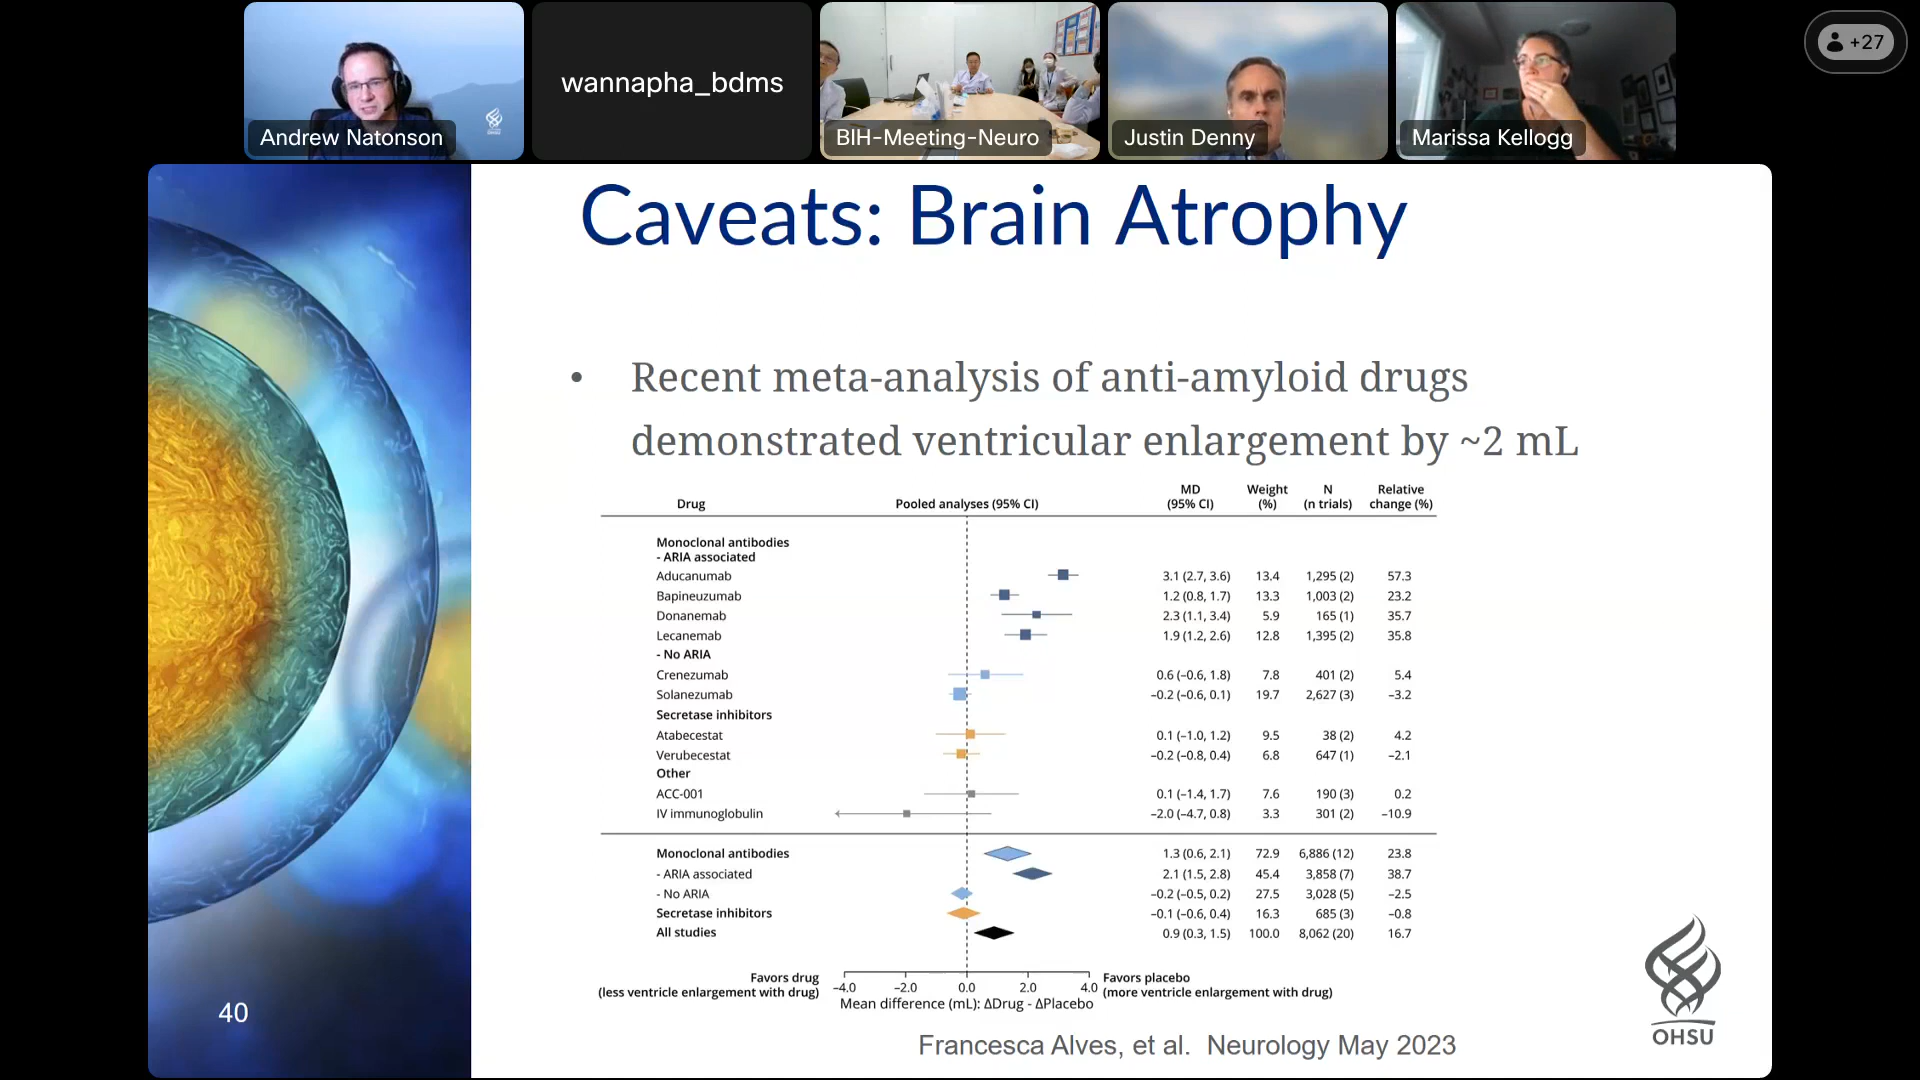 +27
Andrew Natonson
wannapha_bdms
BIH-Meeting-Neuro
Justin Denny
Marissa Kellogg
OHSU
Caveats: Brain Atrophy
• Recent meta-analysis of anti-amyloid drugs
demonstrated ventricular enlargement by ~2 mL
Drug Pooled analyses (95% CI) MD (95% CI) Weight (%) N (n trials) Relative change (%)
Monoclonal antibodies
- ARIA associated
Aducanumab 3.1 (2.7, 3.6) 13.4 1,295 (2) 57.3
Bapineuzumab 1.2 (0.8, 1.7) 13.3 1,003 (2) 23.2
Donanemab 2.3 (1.1, 3.4) 5.9 165 (1) 35.7
Lecanemab 1.9 (1.2, 2.6) 12.8 1,395 (2) 35.8
- No ARIA
Crenezumab 0.6 (–0.6, 1.8) 7.8 401 (2) 5.4
Solanezumab –0.2 (–0.6, 0.1) 19.7 2,627 (3) –3.2
Secretase inhibitors
Atabecestat 0.1 (–1.0, 1.2) 9.5 38 (2) 4.2
Verubecestat –0.2 (–0.8, 0.4) 6.8 647 (1) –2.1
Other
ACC-001 0.1 (–1.4, 1.7) 7.6 190 (3) 0.2
IV immunoglobulin –2.0 (–4.7, 0.8) 3.3 301 (2) –10.9
Monoclonal antibodies 1.3 (0.6, 2.1) 72.9 6,886 (12) 23.8
- ARIA associated 2.1 (1.5, 2.8) 45.4 3,858 (7) 38.7
- No ARIA –0.2 (–0.5, 0.2) 27.5 3,028 (5) –2.5
Secretase inhibitors –0.1 (–0.6, 0.4) 16.3 685 (3) –0.8
All studies 0.9 (0.3, 1.5) 100.0 8,062 (20) 16.7
Favors drug
(less ventricle enlargement with drug)
–4.0 –2.0 0.0 2.0 4.0
Mean difference (mL): ΔDrug - ΔPlacebo
Favors placebo
(more ventricle enlargement with drug)
40
Francesca Alves, et al. Neurology May 2023
OHSU